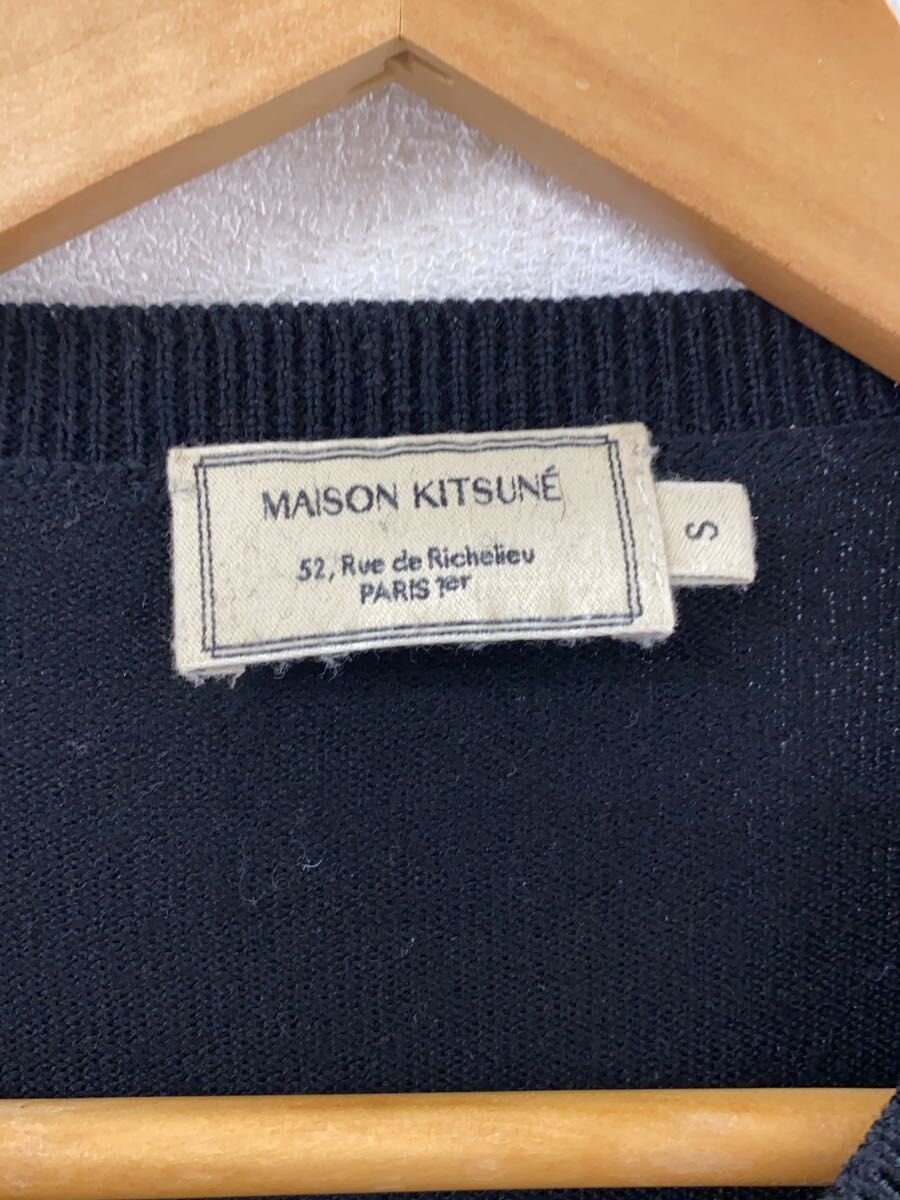 MAISON KITSUNÉ
52, Rue de Richelieu
PARIS 1er
S